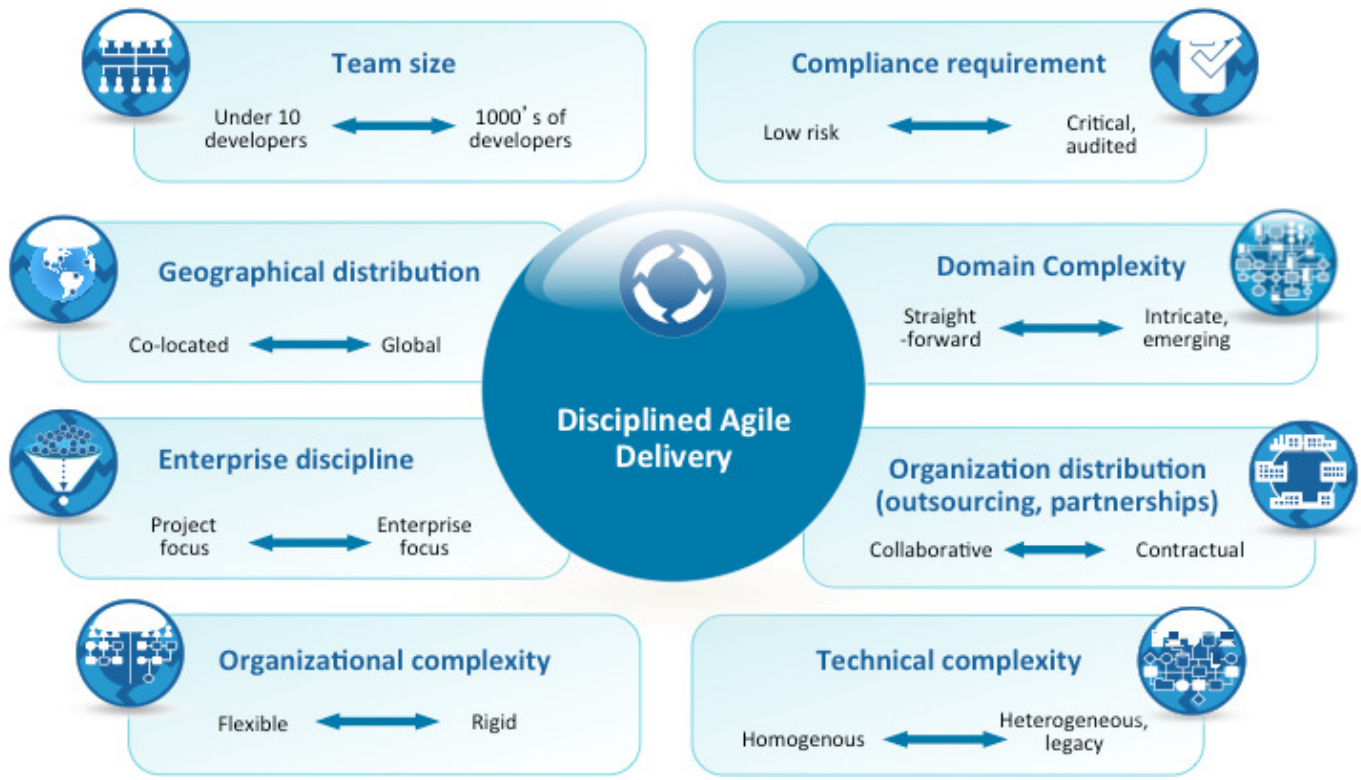 Team size
Under 10
developers
1000's of
developers
Compliance requirement
Low risk
Critical,
audited
Geographical distribution
Co-located
Global
Domain Complexity
Straight
-forward
Intricate,
emerging
Disciplined Agile
Delivery
Enterprise discipline
Project
focus
Enterprise
focus
Organization distribution
(outsourcing, partnerships)
Collaborative
Contractual
Organizational complexity
Flexible
Rigid
Technical complexity
Homogenous
Heterogeneous,
legacy